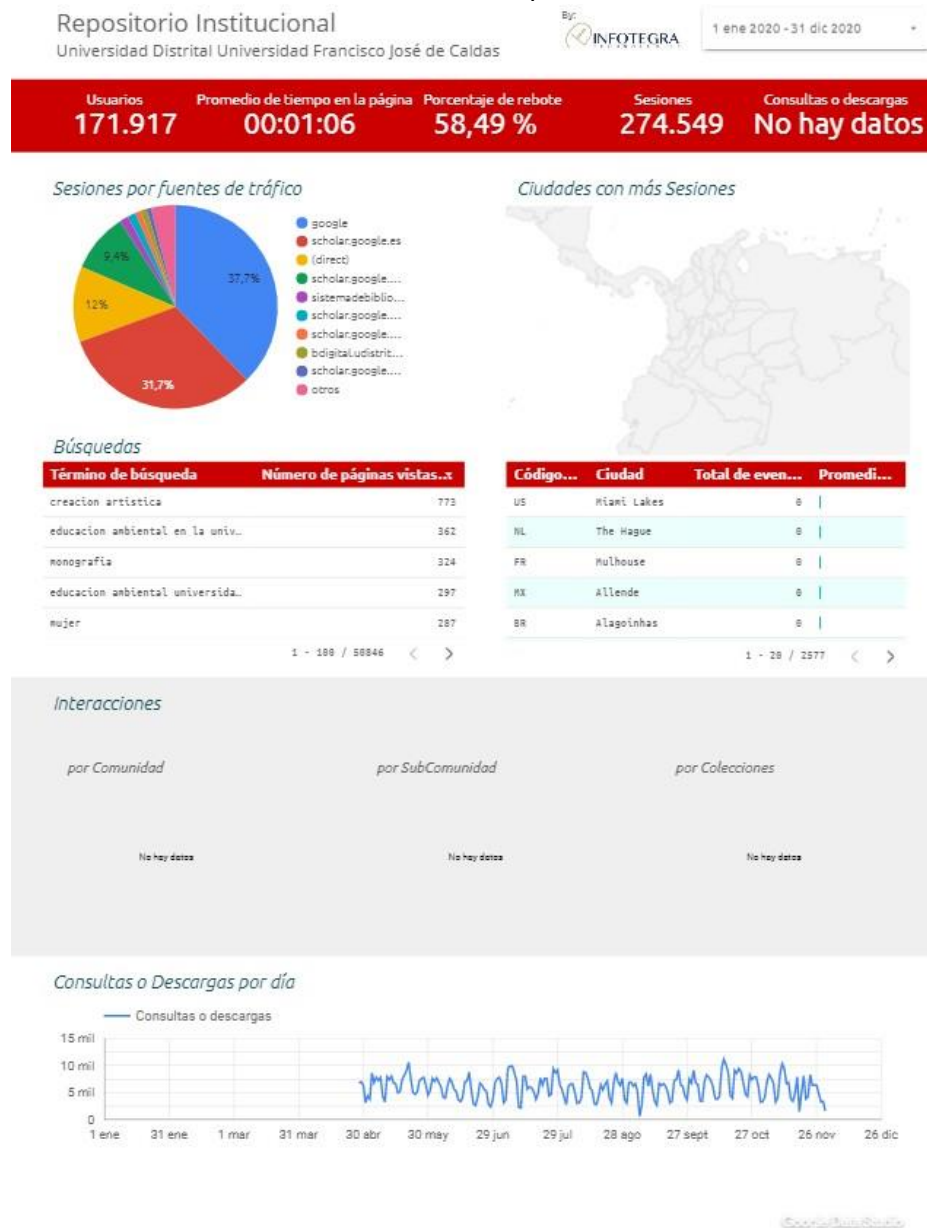 Repositorio Institucional
Universidad Distrital Universidad Francisco José de Caldas
By:
INFOTEGRA
1 ene 2020 - 31 dic 2020
Usuarios
171.917
Promedio de tiempo en la página
00:01:06
Porcentaje de rebote
58,49 %
Sesiones
274.549
Consultas o descargas
No hay datos
Sesiones por fuentes de tráfico
37,7%
31,7%
12%
9,4%
google
scholar.google.es
(direct)
scholar.google....
sistemadebiblio...
scholar.google....
scholar.google....
bdigital.udistrit...
scholar.google....
otros
Ciudades con más Sesiones
Búsquedas
Término de búsqueda Número de páginas vistas...
creacion artistica 773
educacion ambiental en la univ… 362
monografia 324
educacion ambiental universida… 297
mujer 287
1 - 100 / 50846 < >
Código... Ciudad Total de even... Promedi...
US Miami Lakes 0
NL The Hague 0
FR Mulhouse 0
MX Allende 0
BR Alagoinhas 0
1 - 20 / 2577 < >
Interacciones
por Comunidad
No hay datos
por SubComunidad
No hay datos
por Colecciones
No hay datos
Consultas o Descargas por día
Consultas o descargas
15 mil
10 mil
5 mil
0
1 ene 31 ene 1 mar 31 mar 30 abr 30 may 29 jun 29 jul 28 ago 27 sept 27 oct 26 nov 26 dic
Google Data Studio